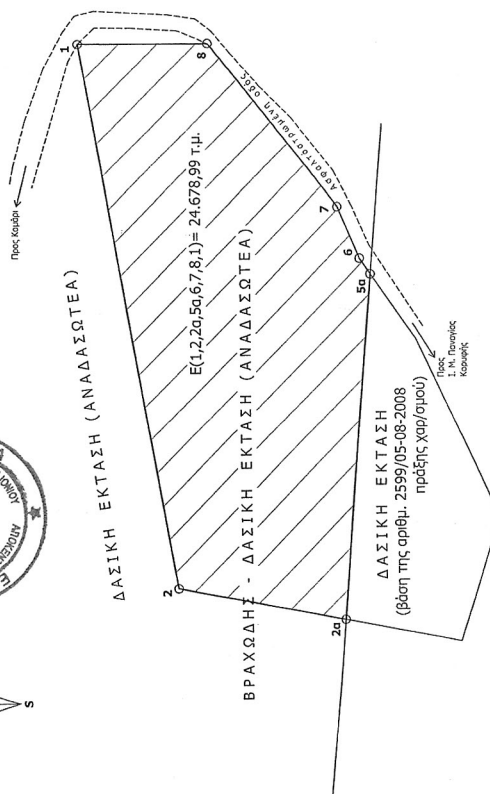 Προς Καμάρι
1
8
Ασφαλτοστρωμένη οδός
7
6
5α
Προς
Ι. Μ. Παναγίας
Κορυφής
ΔΑΣΙΚΗ ΕΚΤΑΣΗ (ΑΝΑΔΑΣΩΤΕΑ)
Ε(1,2,2α,5α,6,7,8,1)= 24.678,99 τ.μ.
ΒΡΑΧΩΔΗΣ - ΔΑΣΙΚΗ ΕΚΤΑΣΗ (ΑΝΑΔΑΣΩΤΕΑ)
2
2α
ΔΑΣΙΚΗ ΕΚΤΑΣΗ
(βάση της αριθμ. 2599/05-08-2008
πράξης χαρ/σμού)
S